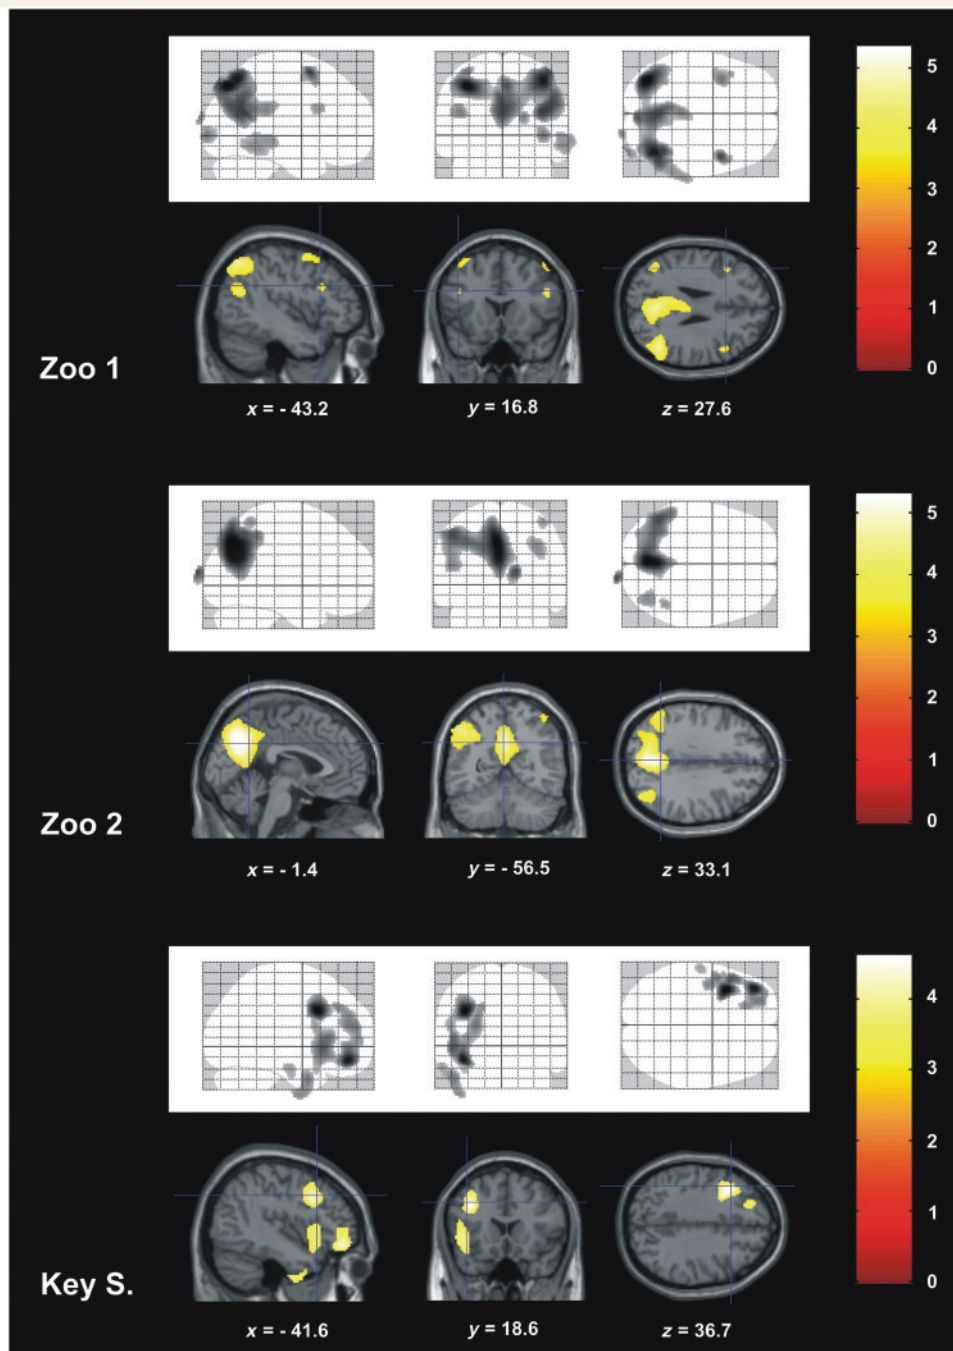 5
4
3
2
1
0
Zoo 1
x = - 43.2
y = 16.8
z = 27.6
5
4
3
2
1
0
Zoo 2
x = - 1.4
y = - 56.5
z = 33.1
4
3
2
1
0
Key S.
x = - 41.6
y = 18.6
z = 36.7